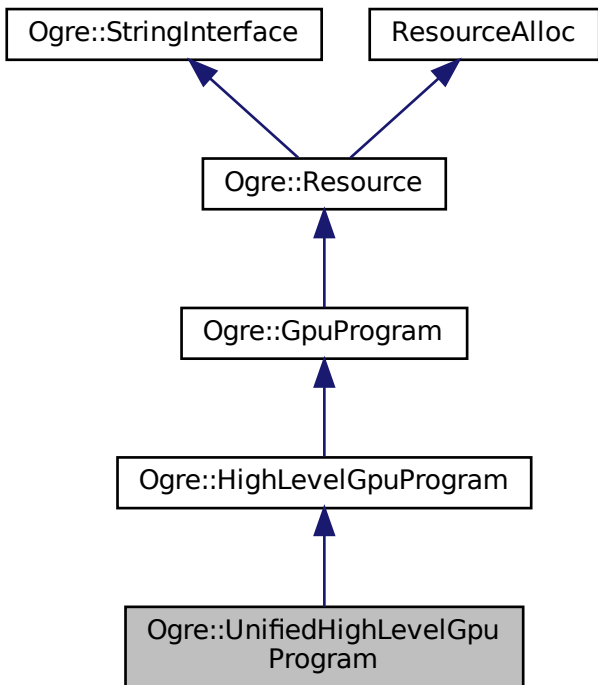 Ogre::StringInterface
ResourceAlloc
Ogre::Resource
Ogre::GpuProgram
Ogre::HighLevelGpuProgram
Ogre::UnifiedHighLevelGpu
Program